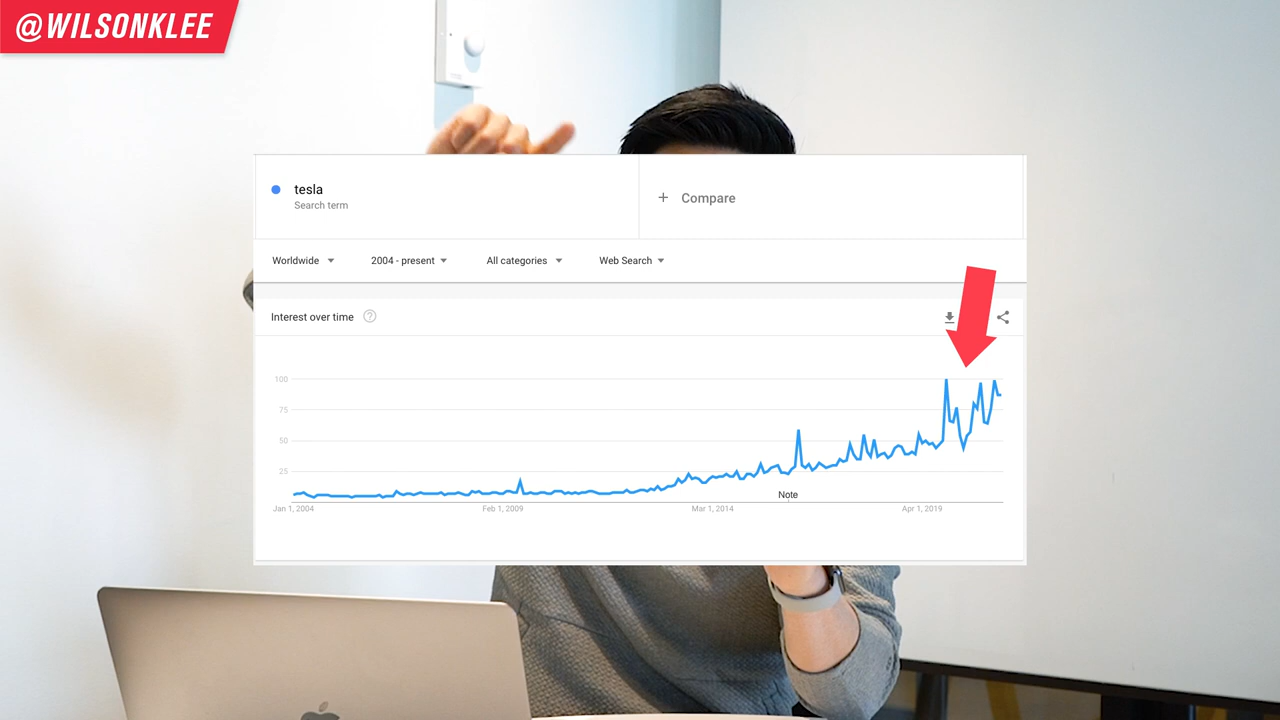 @WILSONKLEE
tesla
Search term
+ Compare
Worldwide
2004 - present
All categories
Web Search
Interest over time
100
75
50
25
Note
Jan 1, 2004
Feb 1, 2009
Mar 1, 2014
Apr 1, 2019